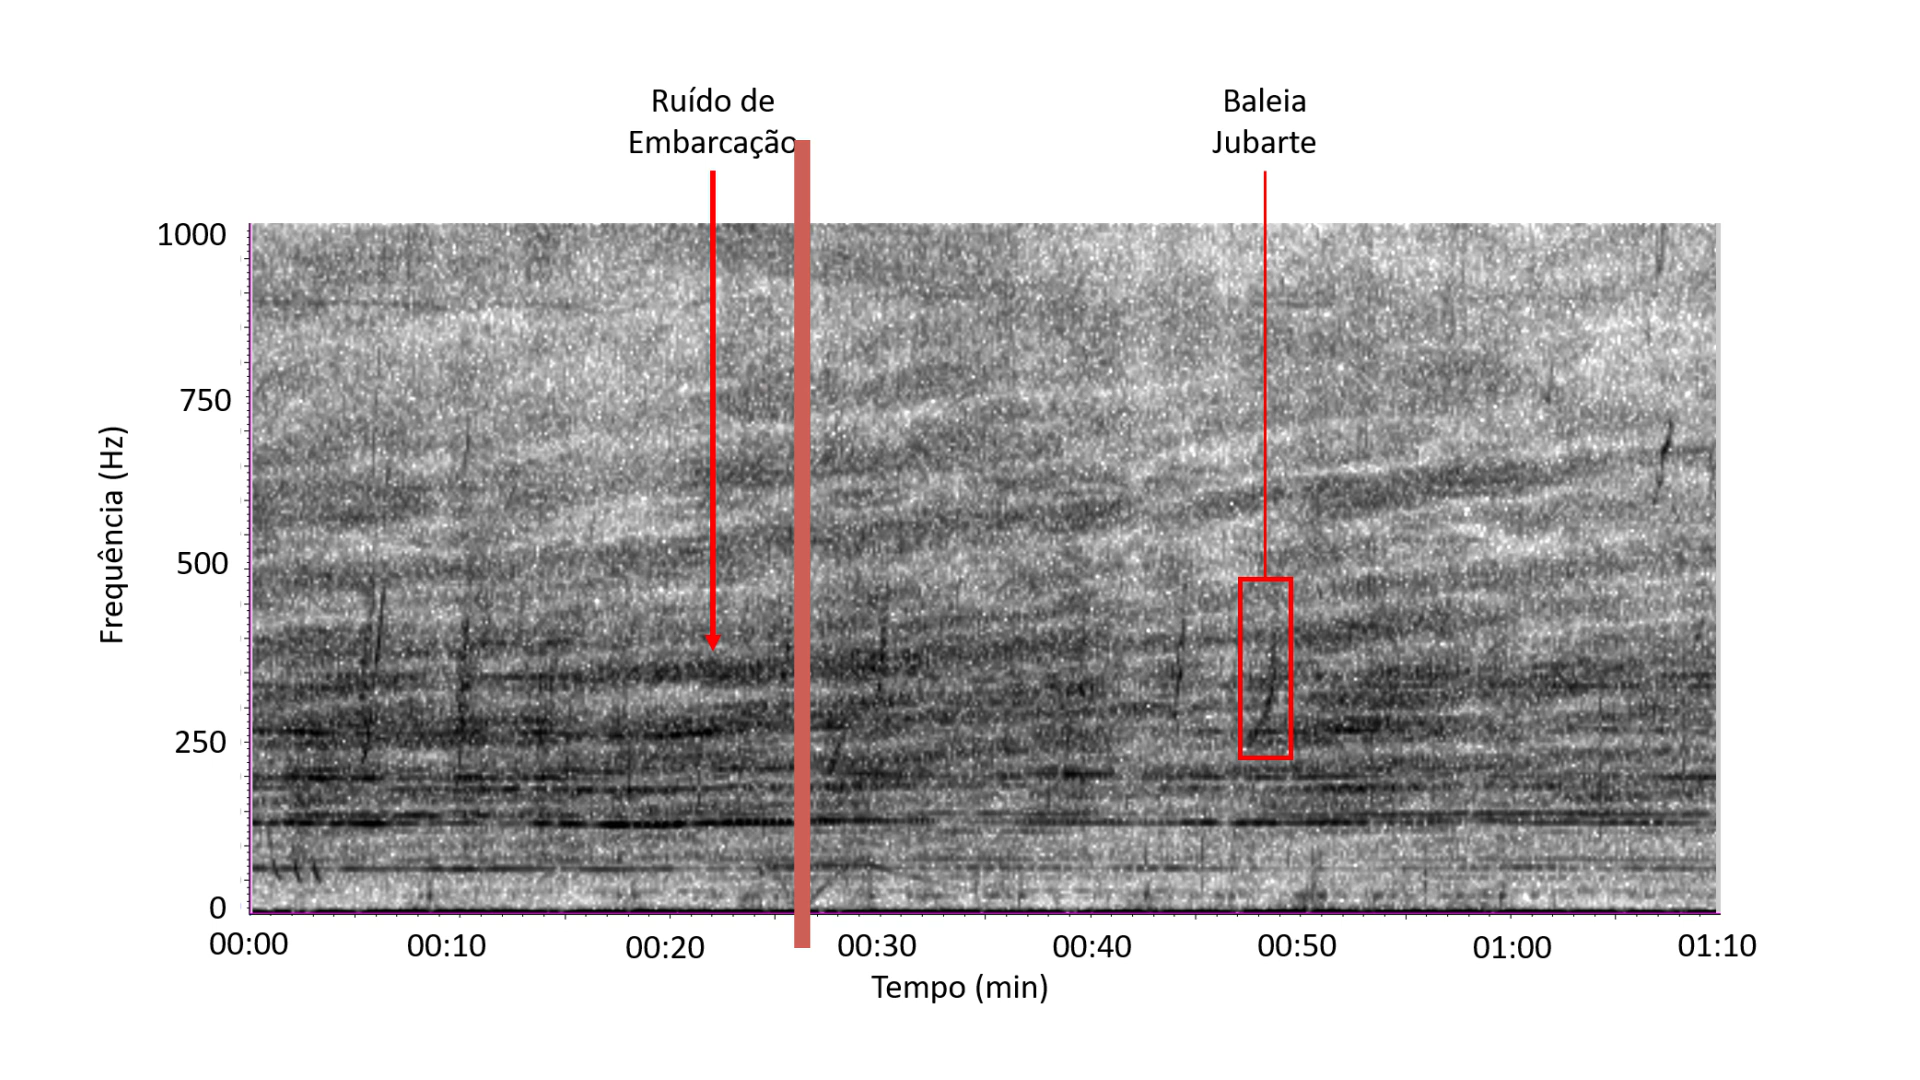 Ruído de
Embarcação
Baleia
Jubarte
1000
750
500
250
0
Frequência (Hz)
00:00
00:10
00:20
00:30
00:40
00:50
01:00
01:10
Tempo (min)